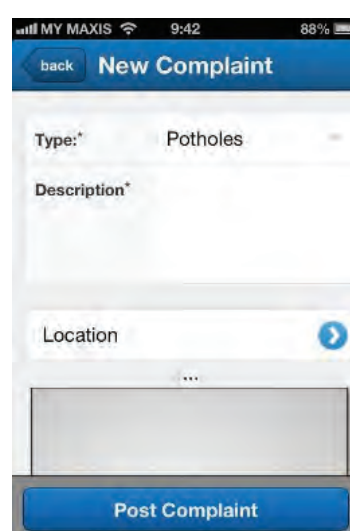 MY MAXIS 9:42 88%
back New Complaint
Type:* Potholes
Description*
Location
...
Post Complaint